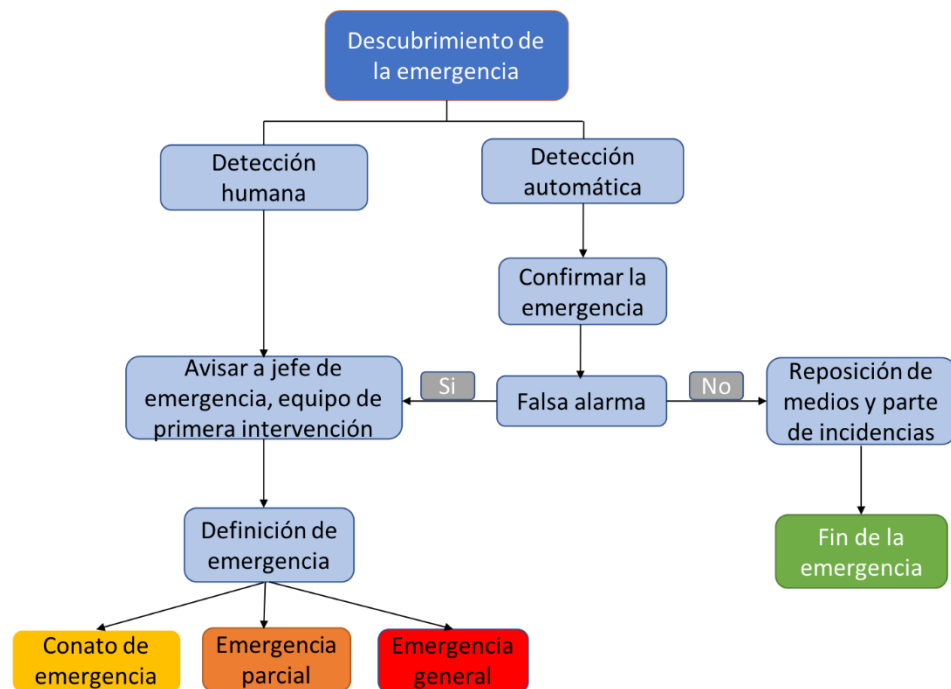 Descubrimiento de
la emergencia
Detección
humana
Detección
automática
Confirmar la
emergencia
Avisar a jefe de
emergencia, equipo de
primera intervención
Si
Falsa alarma
No
Reposición de
medios y parte
de incidencias
Definición de
emergencia
Fin de la
emergencia
Conato de
emergencia
Emergencia
parcial
Emergencia
general